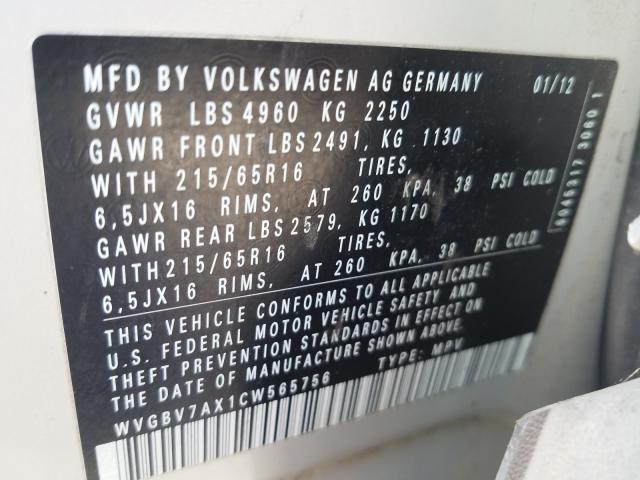 MFD BY VOLKSWAGEN AG GERMANY 01/12
GVWR LBS 4960 KG 2250
GAWR FRONT LBS 2491, KG 1130
WITH 215/65R16 TIRES,
6,5JX16 RIMS, AT 260 KPA, 38 PSI COLD
GAWR REAR LBS 2579, KG 1170
WITH 215/65R16 TIRES,
6,5JX16 RIMS, AT 260 KPA, 38 PSI COLD
THIS VEHICLE CONFORMS TO ALL APPLICABLE
U.S. FEDERAL MOTOR VEHICLE SAFETY AND
THEFT PREVENTION STANDARDS IN EFFECT ON
THE DATE OF MANUFACTURE SHOWN ABOVE.
WVGBV7AX1CW565756 TYPE: MPV